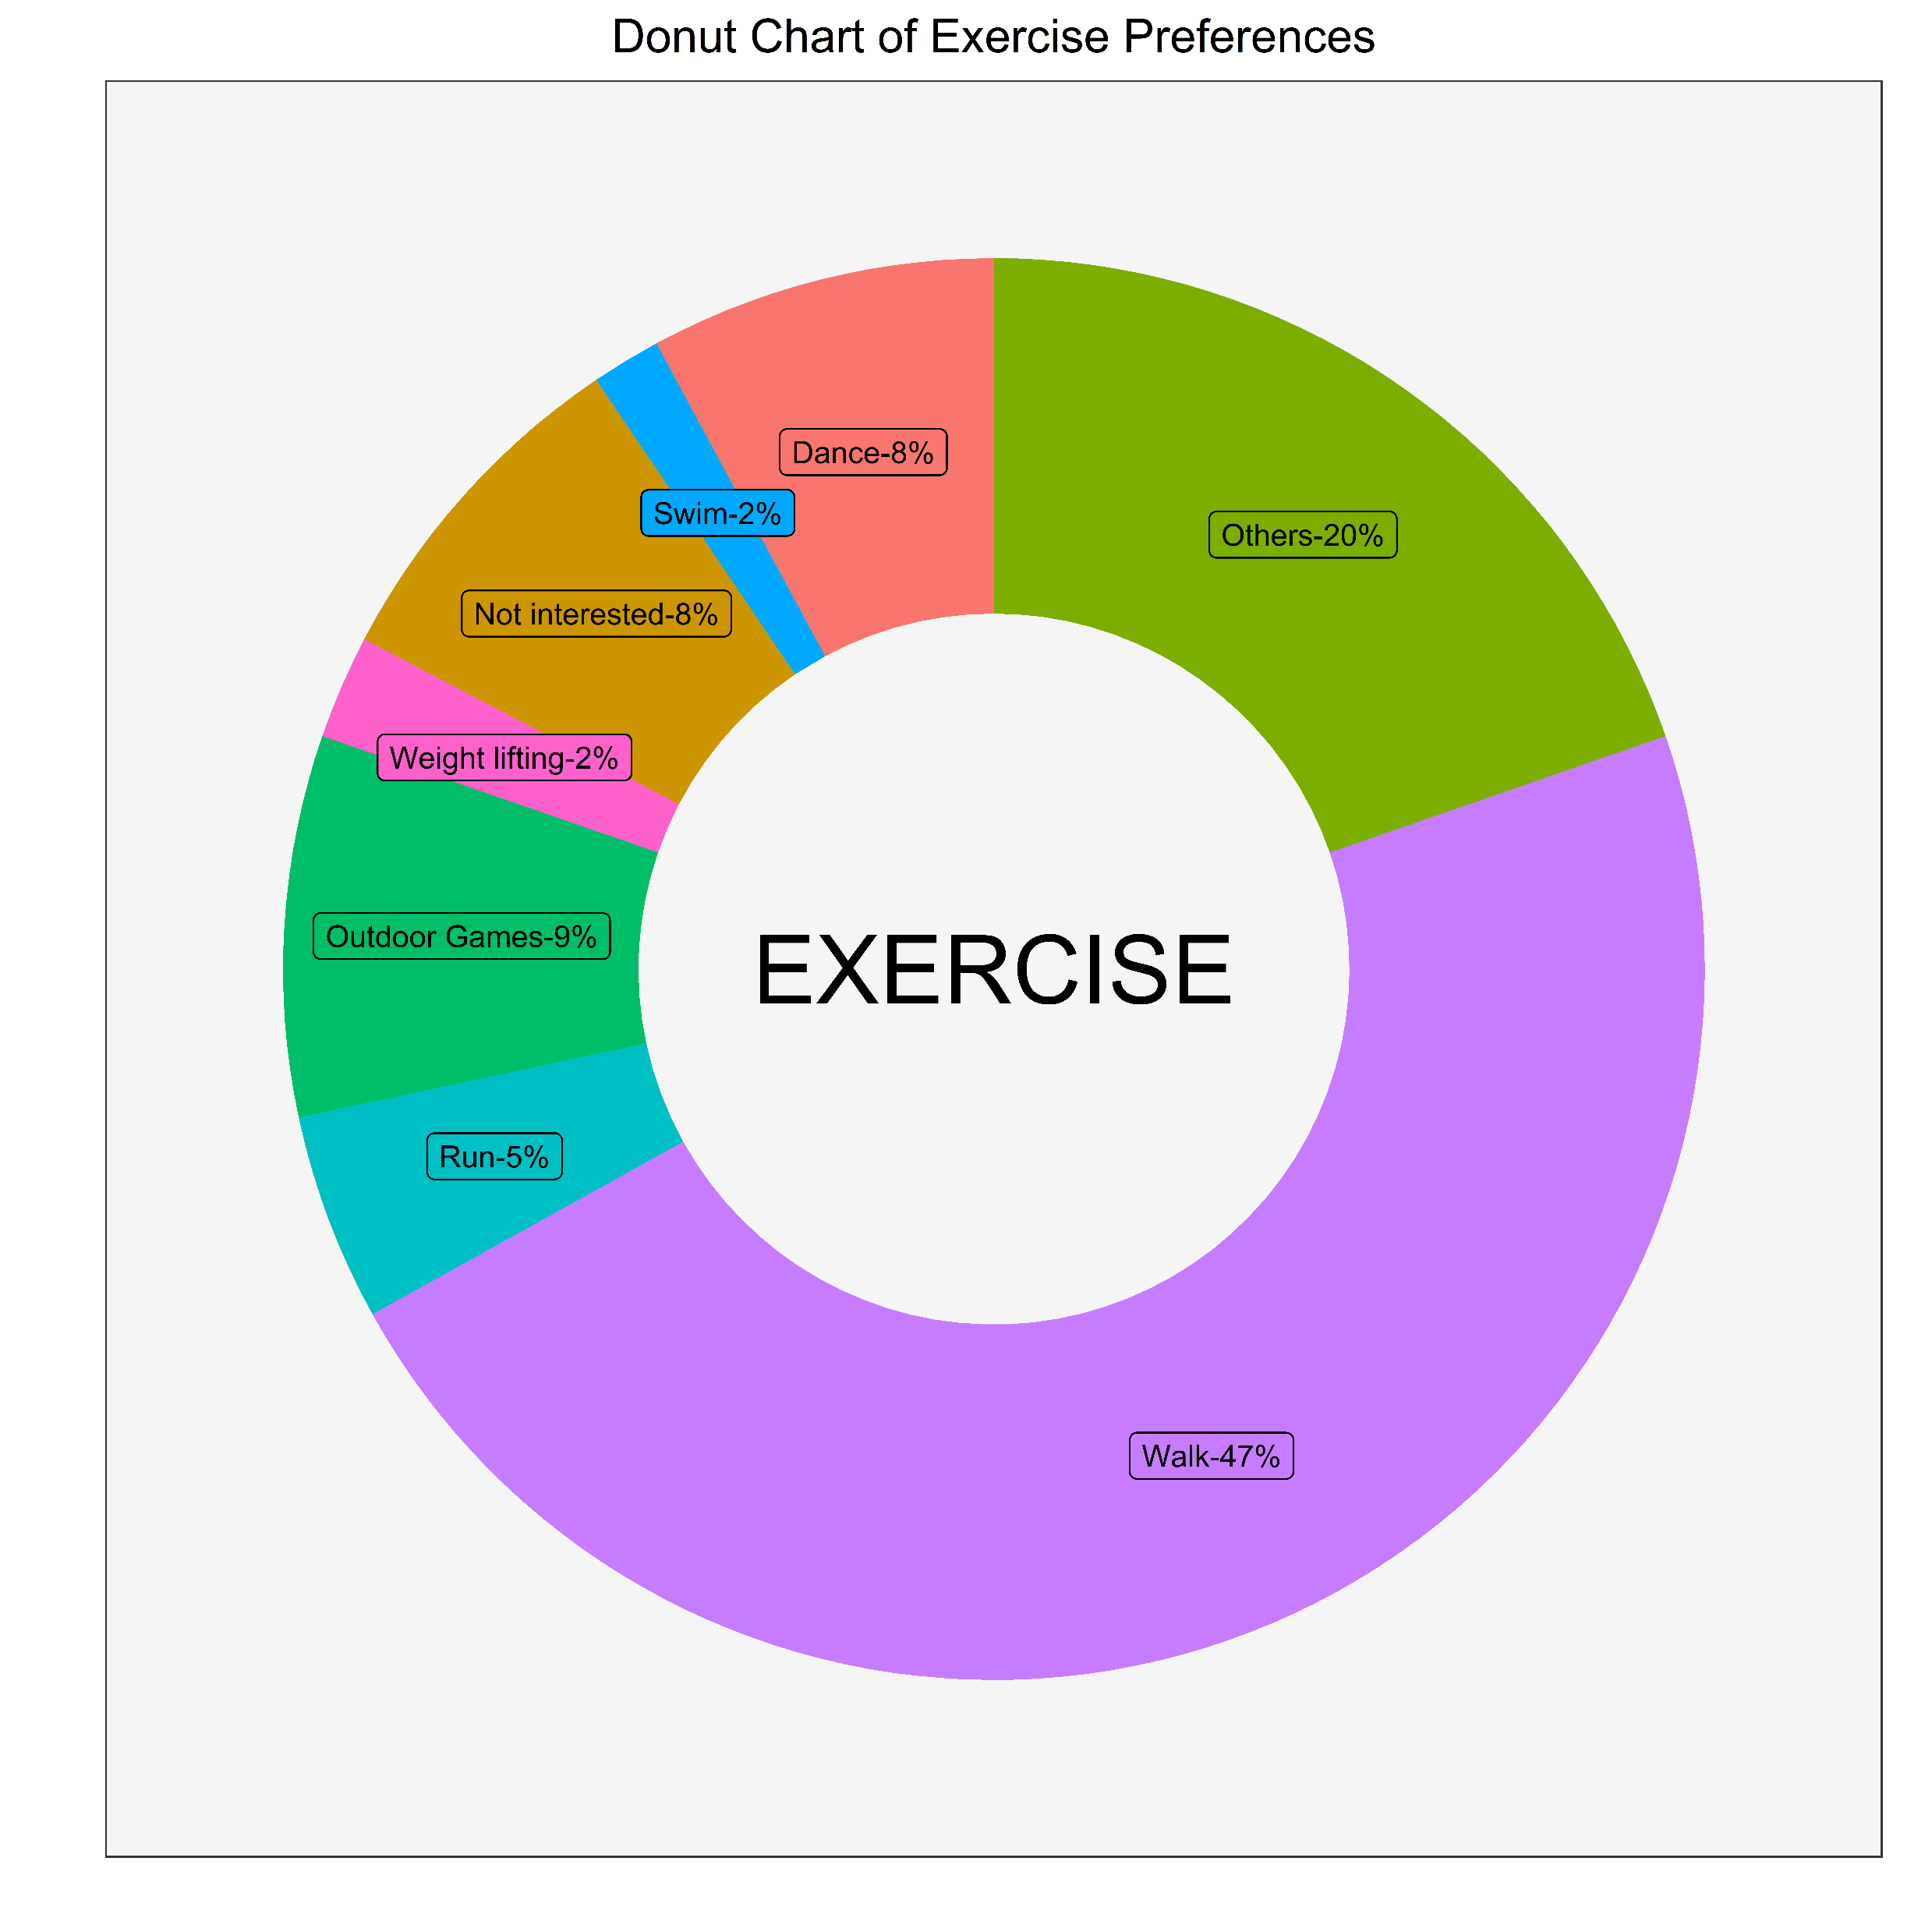 Donut Chart of Exercise Preferences
Dance-8%
Swim-2%
Others-20%
Not interested-8%
Weight lifting-2%
Outdoor Games-9%
EXERCISE
Run-5%
Walk-47%